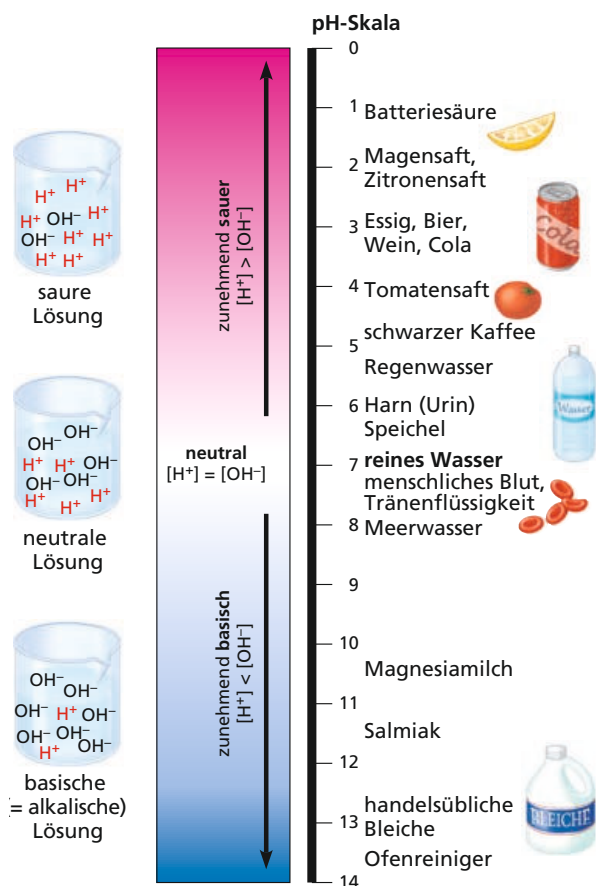 pH-Skala
0
1
2
3
4
5
6
7
8
9
10
11
12
13
14
Batteriesäure
Magensaft,
Zitronensaft
Essig, Bier,
Wein, Cola
Cola
Tomatensaft
schwarzer Kaffee
Regenwasser
Harn (Urin)
Speichel
Wasser
reines Wasser
menschliches Blut,
Tränenflüssigkeit
Meerwasser
Magnesiamilch
Salmiak
handelsübliche
Bleiche
BLEICHE
Ofenreiniger
zunehmend sauer
[H⁺] > [OH⁻]
neutral
[H⁺] = [OH⁻]
zunehmend basisch
[H⁺] < [OH⁻]
H⁺ H⁺
H⁺ OH⁻ H⁺
OH⁻ H⁺ H⁺
H⁺ H⁺
saure
Lösung
OH⁻ OH⁻
H⁺ H⁺ OH⁻
OH⁻ OH⁻
H⁺ H⁺ H⁺
neutrale
Lösung
OH⁻ OH⁻
OH⁻ H⁺ OH⁻
OH⁻ OH⁻
H⁺ OH⁻
basische
(= alkalische)
Lösung